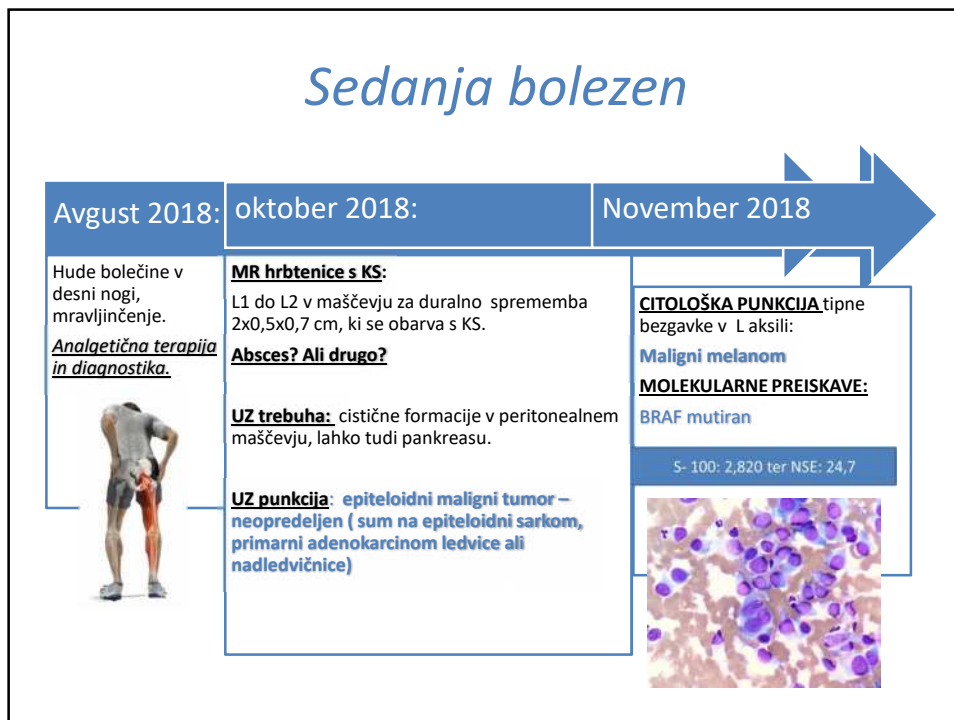 Sedanja bolezen
Avgust 2018:
Hude bolečine v
desni nogi,
mravljinčenje.
Analgetična terapija
in diagnostika.
oktober 2018:
MR hrbtenice s KS:
L1 do L2 v maščevju za duralno sprememba
2x0,5x0,7 cm, ki se obarva s KS.
Absces? Ali drugo?
UZ trebuha: cistične formacije v peritonealnem
maščevju, lahko tudi pankreasu.
UZ punkcija: epiteloidni maligni tumor –
neopredeljen ( sum na epiteloidni sarkom,
primarni adenokarcinom ledvice ali
nadledvičnice)
November 2018
CITOLOŠKA PUNKCIJA tipne
bezgavke v L aksili:
Maligni melanom
MOLEKULARNE PREISKAVE:
BRAF mutiran
S- 100: 2,820 ter NSE: 24,7